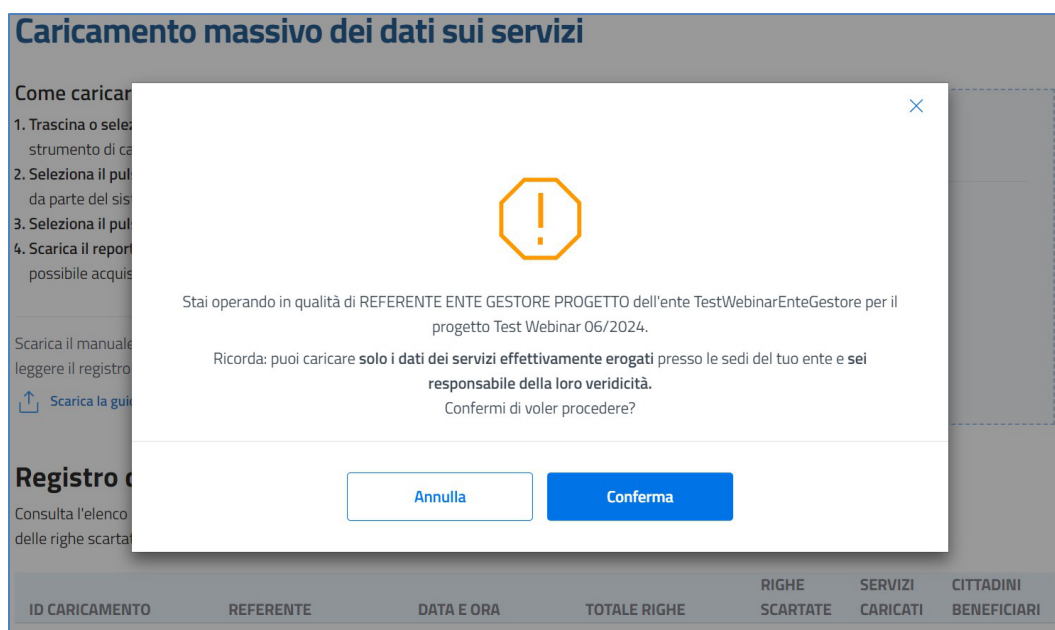 Caricamento massivo dei dati sui servizi
Come caricar
1. Trascina o selez
strumento di ca
2. Seleziona il puls
da parte del sis
3. Seleziona il puls
4. Scarica il report
possibile acquis
Stai operando in qualità di REFERENTE ENTE GESTORE PROGETTO dell'ente TestWebinarEnteGestore per il
progetto Test Webinar 06/2024.
Ricorda: puoi caricare solo i dati dei servizi effettivamente erogati presso le sedi del tuo ente e sei
responsabile della loro veridicità.
Confermi di voler procedere?
Scarica il manuale
leggere il registro
Scarica la guid
Annulla
Conferma
Registro d
Consulta l'elenco
delle righe scartat
ID CARICAMENTO REFERENTE DATA E ORA TOTALE RIGHE RIGHE SCARTATE SERVIZI CARICATI CITTADINI BENEFICIARI